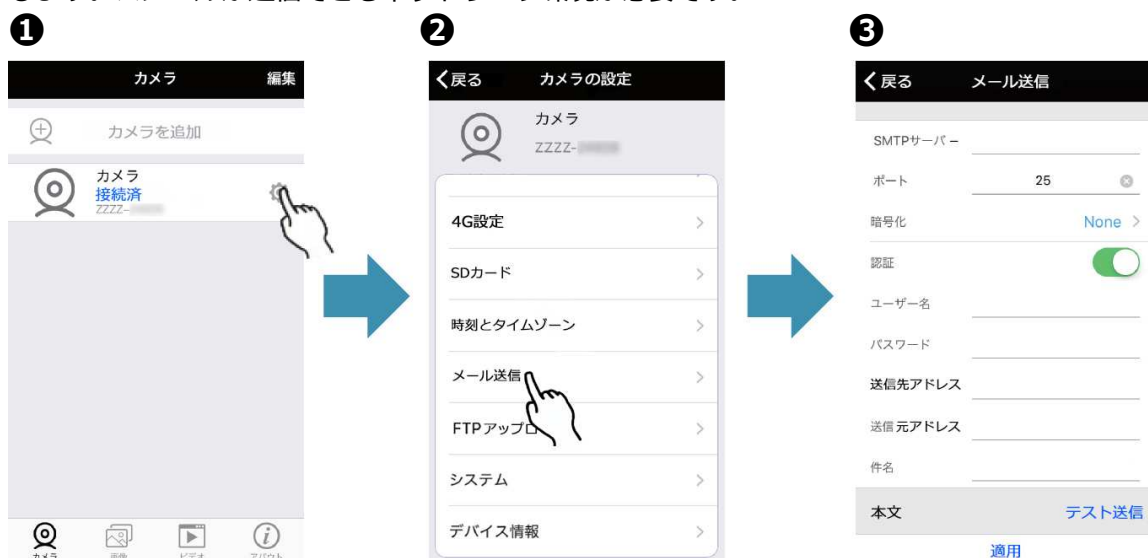 ❶
カメラ 編集
カメラを追加
カメラ
接続済
ZZZZ-
カメラ
❷
戻る カメラの設定
カメラ
ZZZZ-
4G設定
SDカード
時刻とタイムゾーン
メール送信
FTPアップロ
システム
デバイス情報
❸
戻る メール送信
SMTPサーバー
ポート 25
暗号化 None
認証
ユーザー名
パスワード
送信先アドレス
送信元アドレス
件名
本文 テスト送信
適用